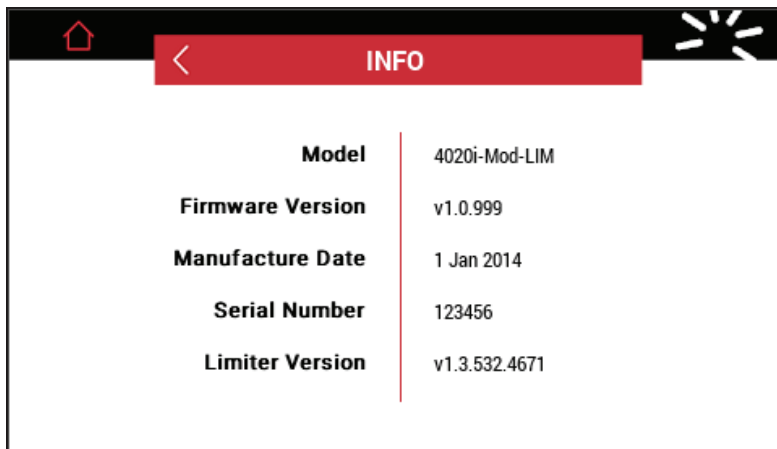 INFO
Model 4020i-Mod-LIM
Firmware Version v1.0.999
Manufacture Date 1 Jan 2014
Serial Number 123456
Limiter Version v1.3.532.4671